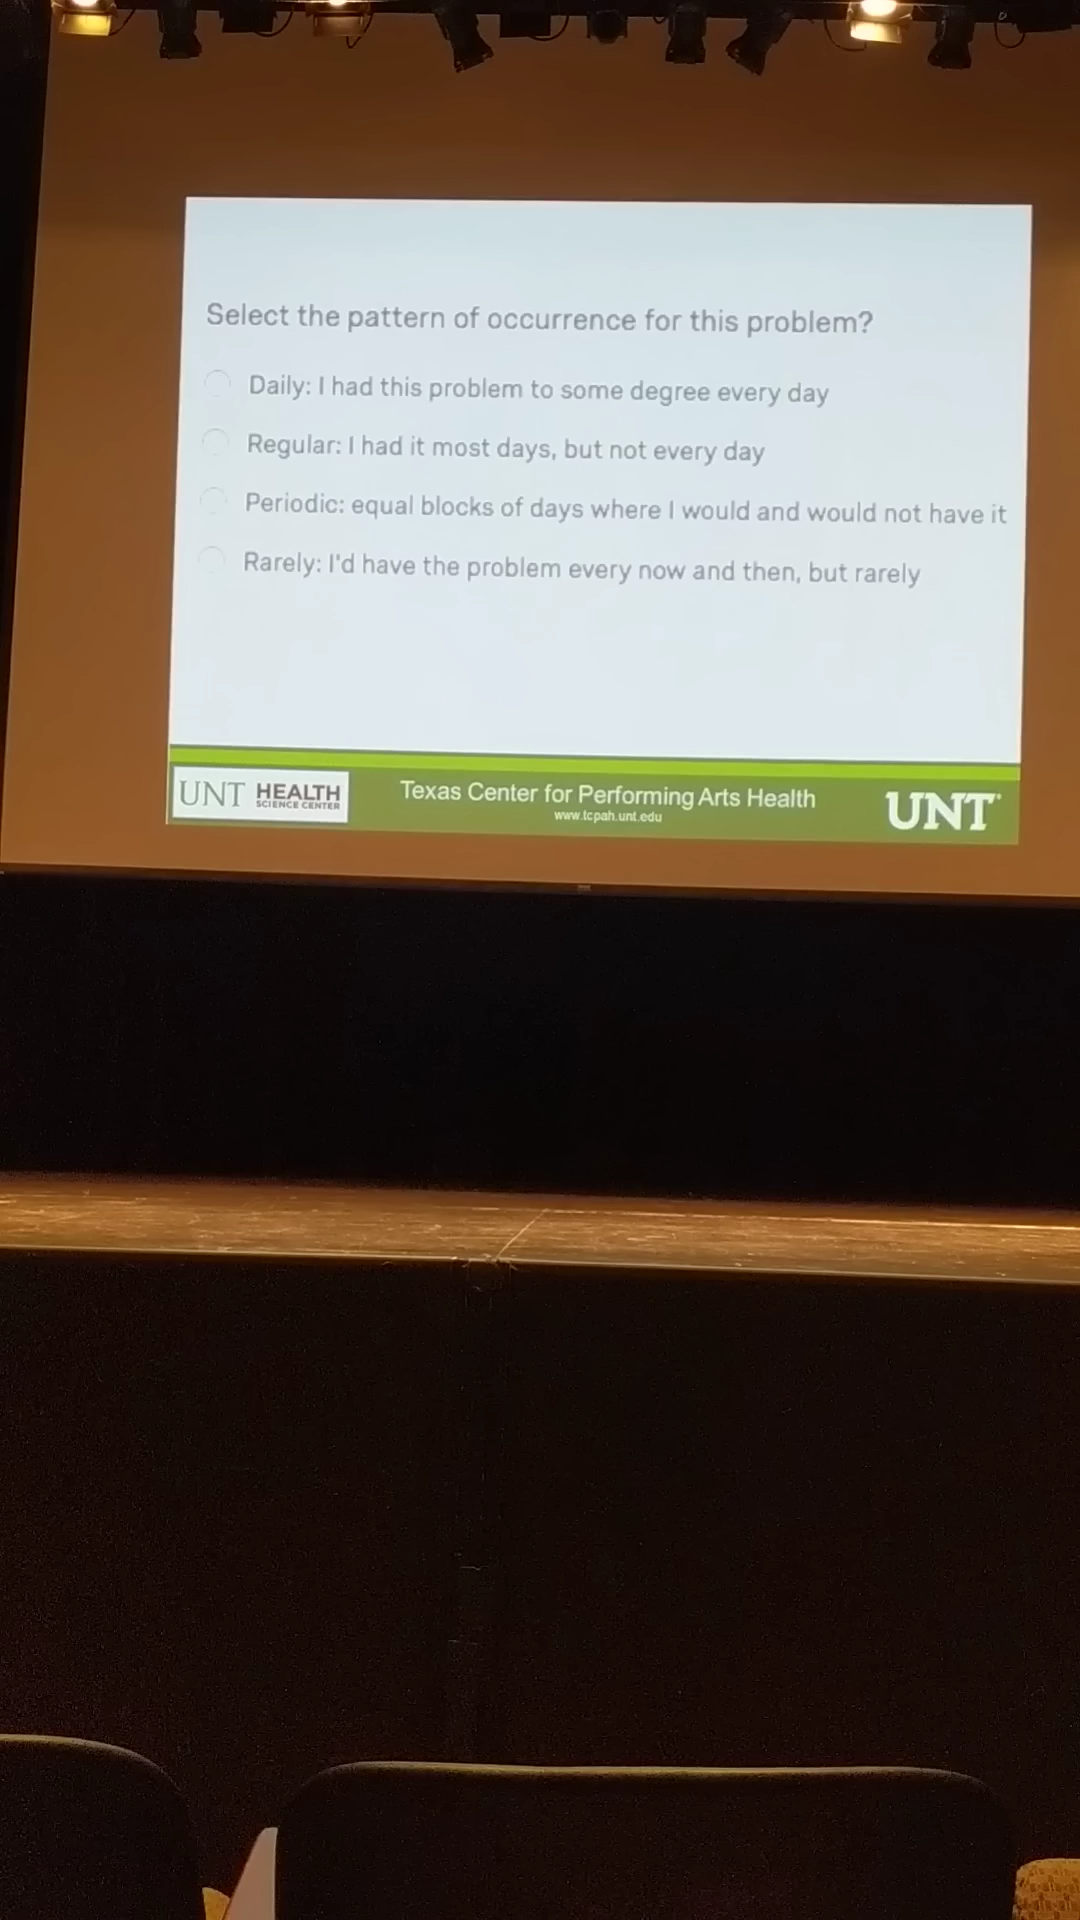 Select the pattern of occurrence for this problem?
Daily: I had this problem to some degree every day
Regular: I had it most days, but not every day
Periodic: equal blocks of days where I would and would not have it
Rarely: I'd have the problem every now and then, but rarely
UNT HEALTH
SCIENCE CENTER
Texas Center for Performing Arts Health
www.tcpah.unt.edu
UNT